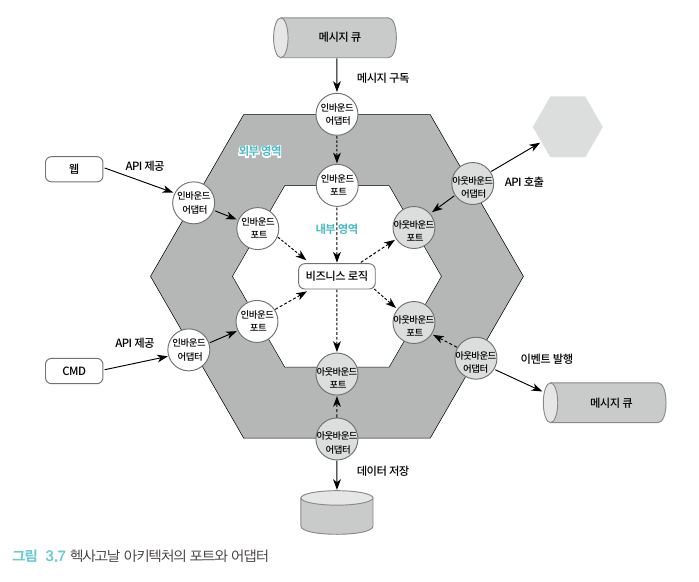 메시지 큐
메시지 구독
인바운드
어댑터
외부 영역
웹
API 제공
인바운드
어댑터
인바운드
포트
아웃바운드
어댑터
API 호출
인바운드
포트
내부 영역
아웃바운드
포트
비즈니스 로직
인바운드
포트
아웃바운드
포트
API 제공
인바운드
어댑터
CMD
아웃바운드
어댑터
이벤트 발행
메시지 큐
아웃바운드
포트
아웃바운드
어댑터
데이터 저장
그림 3.7 헥사고날 아키텍처의 포트와 어댑터